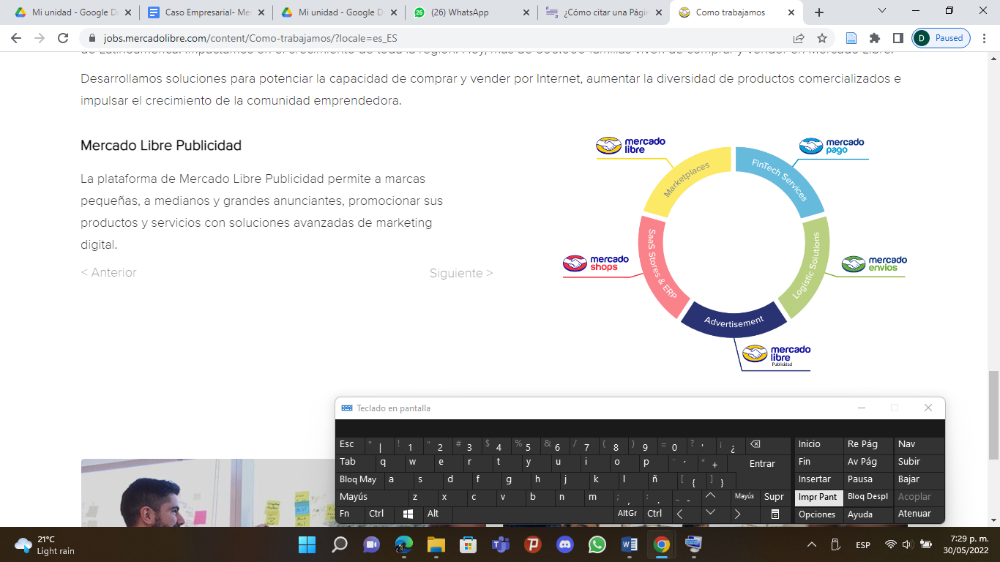 Mi unidad - Google D
Caso Empresarial- Me
Mi unidad - Google D
(26) WhatsApp
¿Cómo citar una Págin
Como trabajamos
jobs.mercadolibre.com/content/Como-trabajamos/?locale=es_ES
D Paused
Desarrollamos soluciones para potenciar la capacidad de comprar y vender por Internet, aumentar la diversidad de productos comercializados e
impulsar el crecimiento de la comunidad emprendedora.
Mercado Libre Publicidad
La plataforma de Mercado Libre Publicidad permite a marcas
pequeñas, a medianos y grandes anunciantes, promocionar sus
productos y servicios con soluciones avanzadas de marketing
digital.
< Anterior
Siguiente >
mercado
libre
mercado
pago
Marketplaces
FinTech Services
SaaS Stores & ERP
Logistic Solutions
Advertisement
mercado
shops
mercado
envios
mercado
libre
Publicidad
Teclado en pantalla
Esc ° | ! 1 " 2 # 3 $ 4 % 5 & 6 / 7 ( 8 ) 9 = 0 ? ' ¡ ¿ Inicio Re Pág Nav
Tab q w e r t y u i o p ¨ ´ * + Entrar Fin Av Pág Subir
Bloq May a s d f g h j k l ñ [ { ] } Insertar Pausa Bajar
Mayús z x c v b n m ; , : . _ - Mayús Supr Impr Pant Bloq Despl Acoplar
Fn Ctrl Alt AltGr Ctrl Opciones Ayuda Atenuar
21°C
Light rain
ESP
7:29 p. m.
30/05/2022